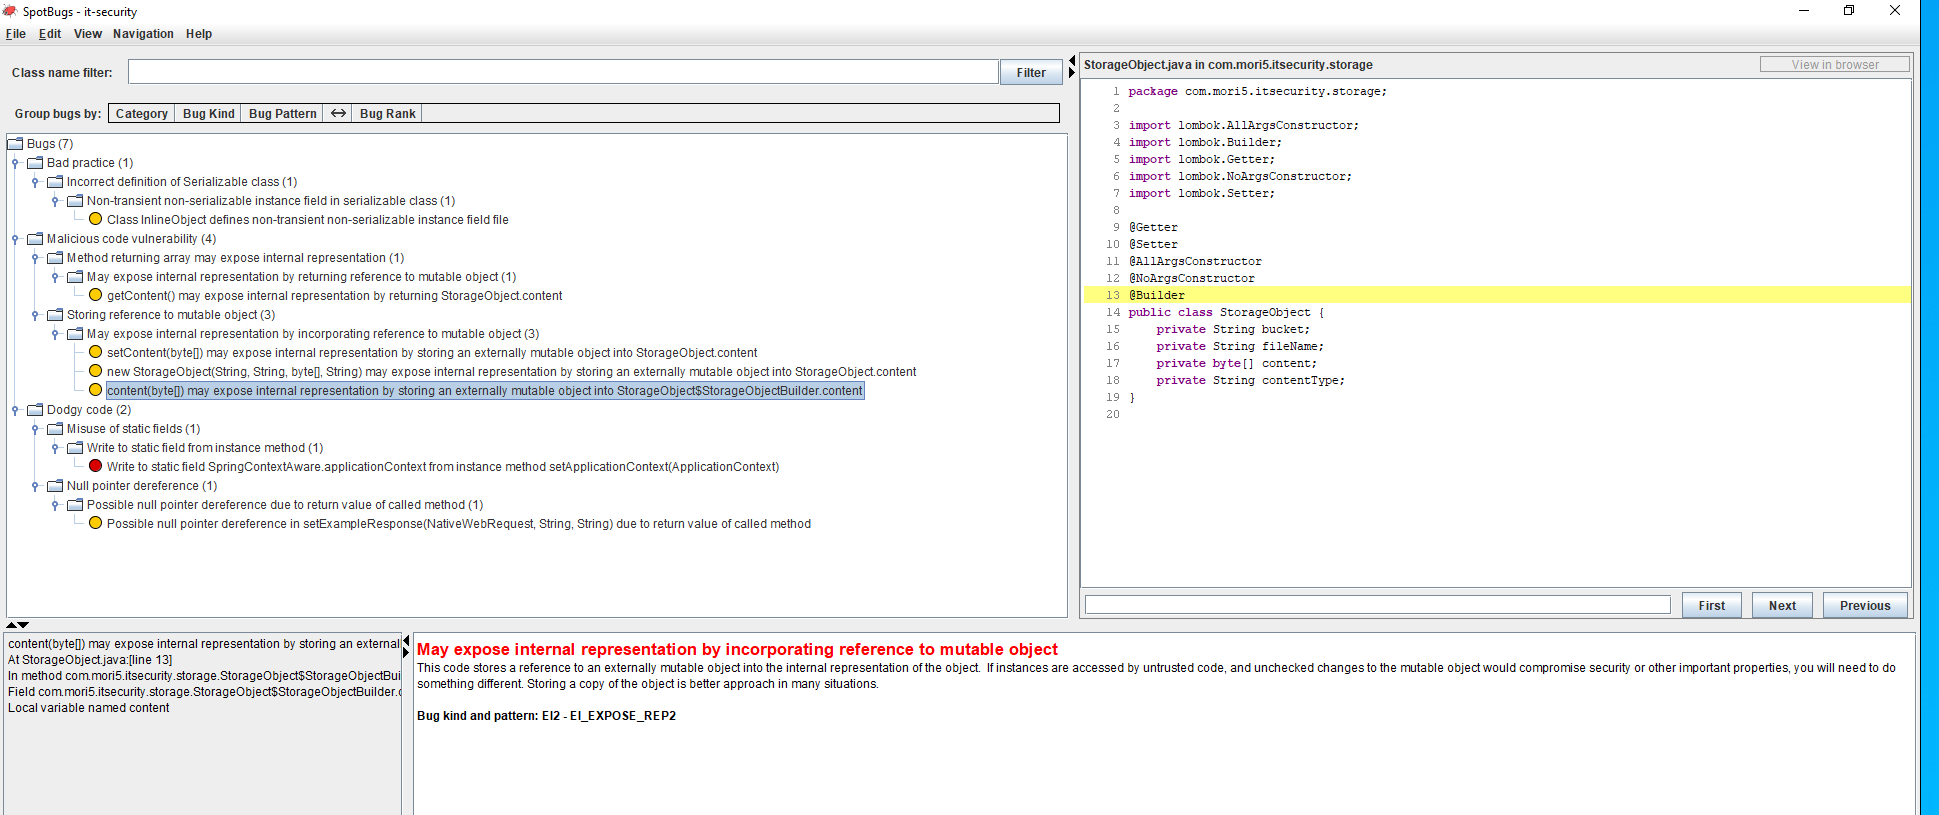 SpotBugs - it-security
File Edit View Navigation Help
Class name filter:
Filter
Group bugs by: Category Bug Kind Bug Pattern ↔ Bug Rank
Bugs (7)
Bad practice (1)
Incorrect definition of Serializable class (1)
Non-transient non-serializable instance field in serializable class (1)
Class InlineObject defines non-transient non-serializable instance field file
Malicious code vulnerability (4)
Method returning array may expose internal representation (1)
May expose internal representation by returning reference to mutable object (1)
getContent() may expose internal representation by returning StorageObject.content
Storing reference to mutable object (3)
May expose internal representation by incorporating reference to mutable object (3)
setContent(byte[]) may expose internal representation by storing an externally mutable object into StorageObject.content
new StorageObject(String, String, byte[], String) may expose internal representation by storing an externally mutable object into StorageObject.content
content(byte[]) may expose internal representation by storing an externally mutable object into StorageObject$StorageObjectBuilder.content
Dodgy code (2)
Misuse of static fields (1)
Write to static field from instance method (1)
Write to static field SpringContextAware.applicationContext from instance method setApplicationContext(ApplicationContext)
Null pointer dereference (1)
Possible null pointer dereference due to return value of called method (1)
Possible null pointer dereference in setExampleResponse(NativeWebRequest, String, String) due to return value of called method
StorageObject.java in com.mori5.itsecurity.storage
View in browser
1 package com.mori5.itsecurity.storage;
2
3 import lombok.AllArgsConstructor;
4 import lombok.Builder;
5 import lombok.Getter;
6 import lombok.NoArgsConstructor;
7 import lombok.Setter;
8
9 @Getter
10 @Setter
11 @AllArgsConstructor
12 @NoArgsConstructor
13 @Builder
14 public class StorageObject {
15 private String bucket;
16 private String fileName;
17 private byte[] content;
18 private String contentType;
19 }
20
First Next Previous
content(byte[]) may expose internal representation by storing an external
At StorageObject.java:[line 13]
In method com.mori5.itsecurity.storage.StorageObject$StorageObjectBui
Field com.mori5.itsecurity.storage.StorageObject$StorageObjectBuilder.c
Local variable named content
May expose internal representation by incorporating reference to mutable object
This code stores a reference to an externally mutable object into the internal representation of the object. If instances are accessed by untrusted code, and unchecked changes to the mutable object would compromise security or other important properties, you will need to do
something different. Storing a copy of the object is better approach in many situations.
Bug kind and pattern: EI2 - EI_EXPOSE_REP2